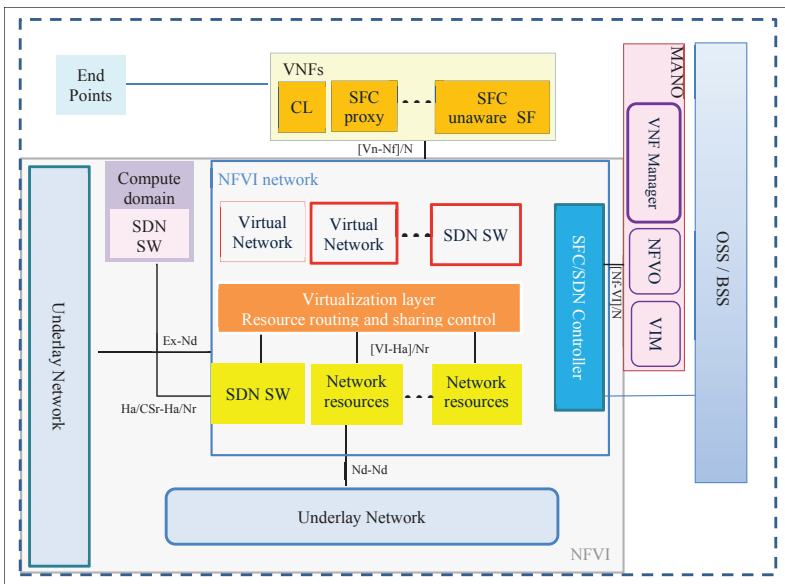 VNFs
End
Points
CL
SFC
proxy
SFC
unaware SF
MANO
VNF Manager
NFVO
VIM
OSS / BSS
[Vn-Nf]/N
Compute
domain
SDN
SW
NFVI network
Virtual
Network
Virtual
Network
SDN SW
SFC/SDN Controller
[Nf-VI]/N
Underlay Network
Virtualization layer
Resource routing and sharing control
Ex-Nd
[VI-Ha]/Nr
SDN SW
Network
resources
Network
resources
Ha/CSr-Ha/Nr
Nd-Nd
Underlay Network
NFVI